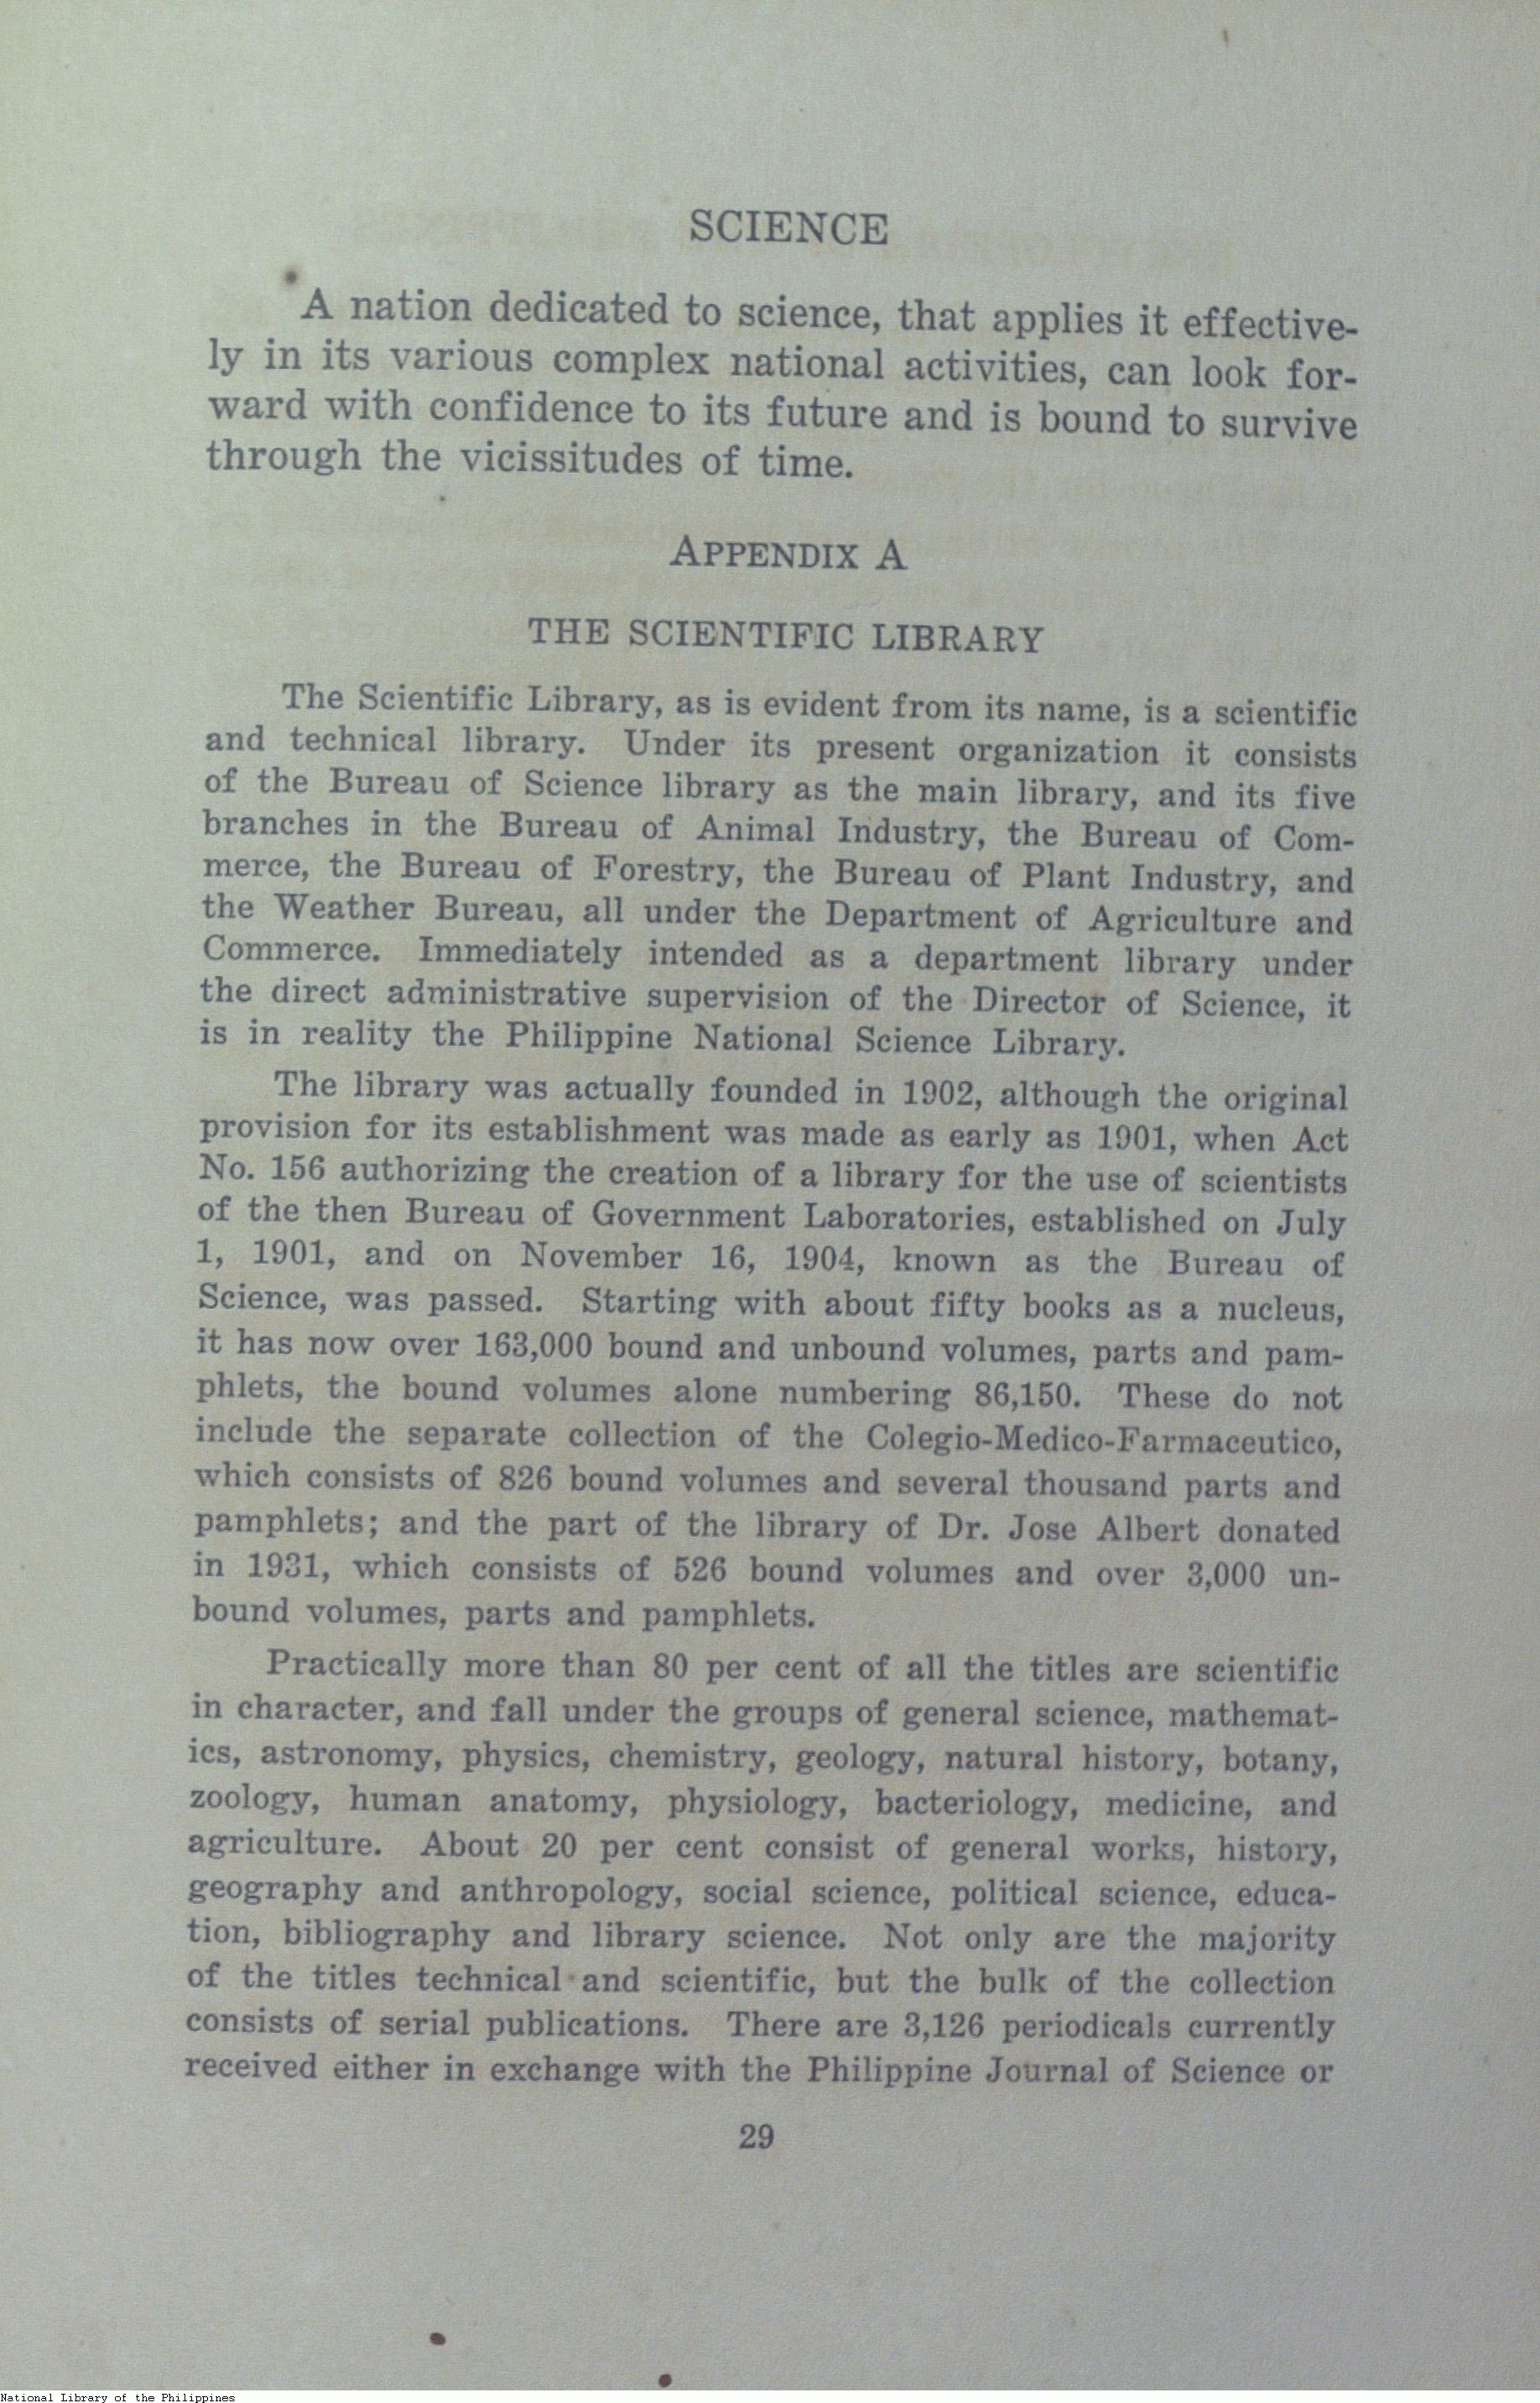 SCIENCE
A nation dedicated to science, that applies it effective-
ly in its various complex national activities, can look for-
ward with confidence to its future and is bound to survive
through the vicissitudes of time.
APPENDIX A
THE SCIENTIFIC LIBRARY
The Scientific Library, as is evident from its name, is a scientific
and technical library. Under its present organization it consists
of the Bureau of Science library as the main library, and its five
branches in the Bureau of Animal Industry, the Bureau of Com-
merce, the Bureau of Forestry, the Bureau of Plant Industry, and
the Weather Bureau, all under the Department of Agriculture and
Commerce. Immediately intended as a department library under
the direct administrative supervision of the Director of Science, it
is in reality the Philippine National Science Library.
The library was actually founded in 1902, although the original
provision for its establishment was made as early as 1901, when Act
No. 156 authorizing the creation of a library for the use of scientists
of the then Bureau of Government Laboratories, established on July
1, 1901, and on November 16, 1904, known as the Bureau of
Science, was passed. Starting with about fifty books as a nucleus,
it has now over 163,000 bound and unbound volumes, parts and pam-
phlets, the bound volumes alone numbering 86,150. These do not
include the separate collection of the Colegio-Medico-Farmaceutico,
which consists of 826 bound volumes and several thousand parts and
pamphlets; and the part of the library of Dr. Jose Albert donated
in 1931, which consists of 526 bound volumes and over 3,000 un-
bound volumes, parts and pamphlets.
Practically more than 80 per cent of all the titles are scientific
in character, and fall under the groups of general science, mathemat-
ics, astronomy, physics, chemistry, geology, natural history, botany,
zoology, human anatomy, physiology, bacteriology, medicine, and
agriculture. About 20 per cent consist of general works, history,
geography and anthropology, social science, political science, educa-
tion, bibliography and library science. Not only are the majority
of the titles technical and scientific, but the bulk of the collection
consists of serial publications. There are 3,126 periodicals currently
received either in exchange with the Philippine Journal of Science or
29
National Library of the Philippines